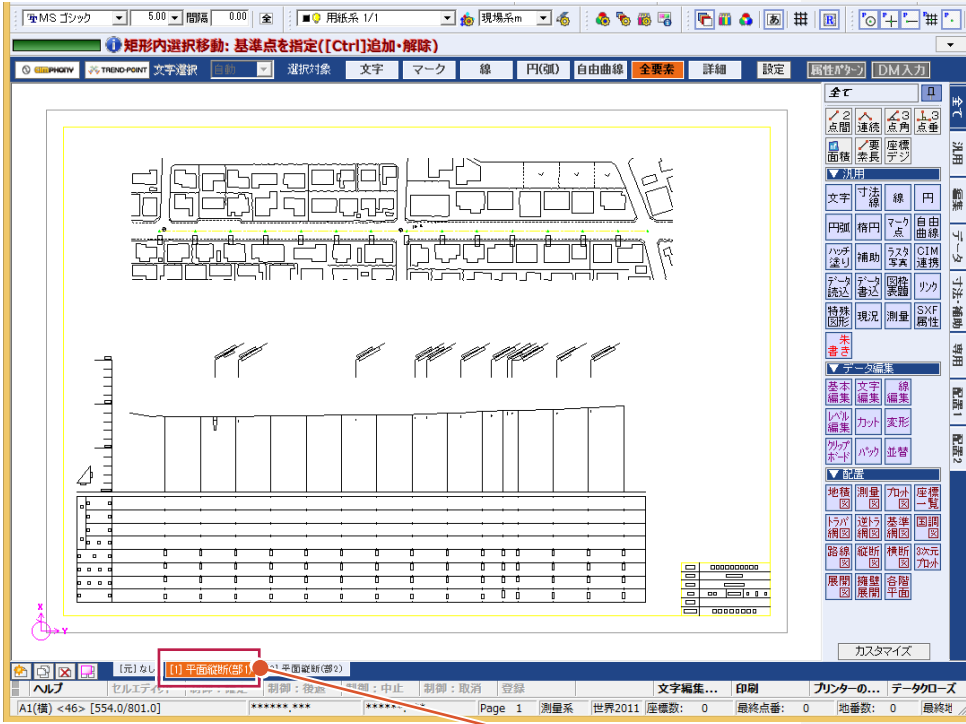 MS ゴシック 5.00 間隔 0.00 全 用紙系 1/1 現場系m あ R
矩形内選択移動: 基準点を指定([Ctrl]追加・解除)
TREND-POINT 文字選択 自動 選択対象 文字 マーク 線 円(弧) 自由曲線 全要素 詳細 設定 属性パターン DM入力
全て
2点間 連続 3点角 3点垂
面積 要素長 座標デジ
▼ 汎用
文字 寸法線 線 円
円弧 楕円 マーク点 自由曲線
ハッチ塗り 補助 ラスタ写真 CIM連携
データ読込 データ書込 図枠表題 リンク
特殊図形 現況 測量 SXF属性
朱書き
▼ データ編集
基本編集 文字編集 線編集
レベル編集 カット 変形
クリップボード パック 並替
▼ 配置
地積図 測量図 プロット図 座標一覧
トラバ網図 逆トラ網図 基準網図 国調図
路線図 縦断図 横断図 3次元プロット
展開図 擁壁展開 各階平面
カスタマイズ
全て
汎用
編集
データ
寸法・補助
専用
配置1
配置2
X
Y
[元] なし [1] 平面縦断(部1) 平面縦断(部2)
ヘルプ 制御：後退 制御：中止 制御：取消 登録 文字編集... 印刷 プリンターの... データクローズ
A1(横) <46> [554.0/801.0] ******.*** Page 1 測量系 世界2011 座標数: 0 最終点番: 0 地番数: 0